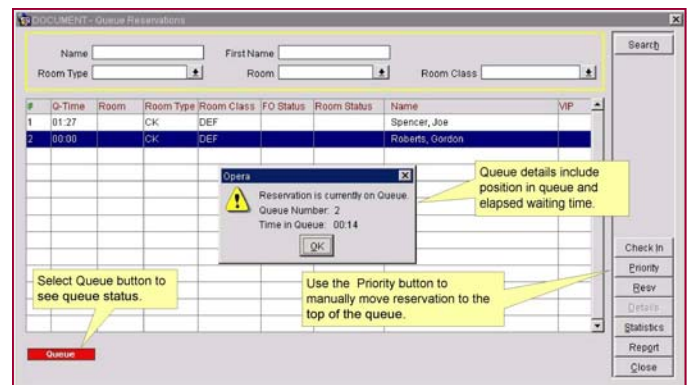 DOCUMENT - Queue Reservations
Name
First Name
Search
Room Type
Room
Room Class
# Q-Time Room Room Type Room Class FO Status Room Status Name VIP
1 01:27 CK DEF Spencer, Joe
2 00:00 CK DEF Roberts, Gordon
Opera
Reservation is currently on Queue.
Queue Number: 2
Time in Queue: 00:14
OK
Queue details include
position in queue and
elapsed waiting time.
Select Queue button to
see queue status.
Use the Priority button to
manually move reservation to the
top of the queue.
Queue
Check In
Priority
Resv
Details
Statistics
Report
Close